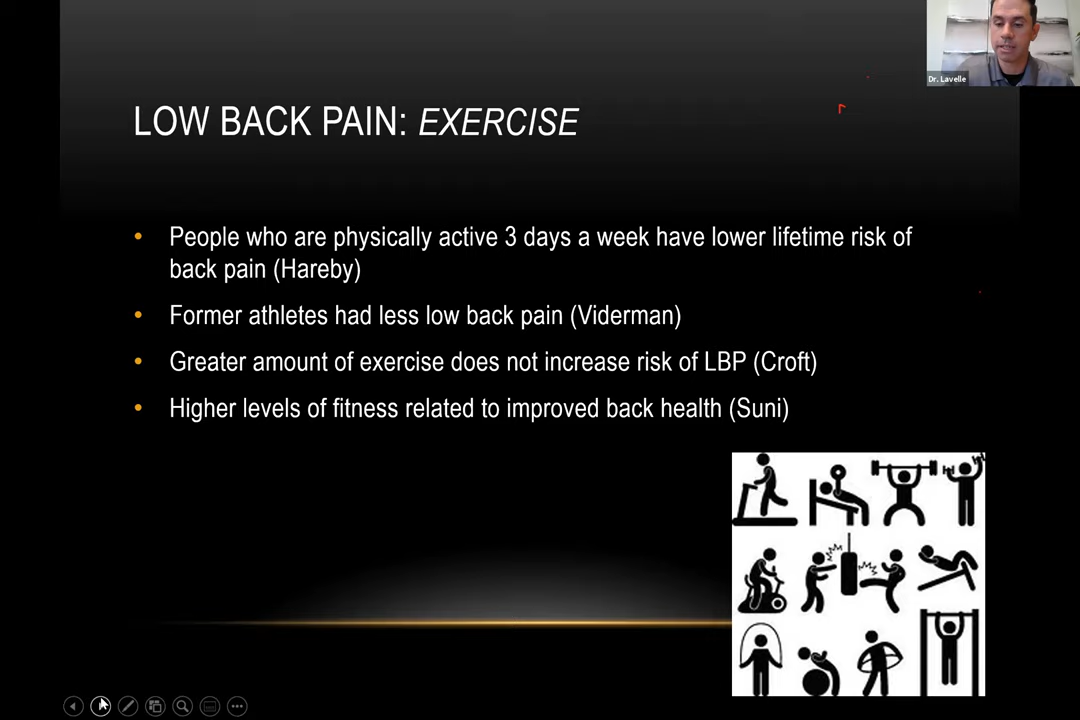 Dr. Lavelle
LOW BACK PAIN: EXERCISE
• People who are physically active 3 days a week have lower lifetime risk of
back pain (Hareby)
• Former athletes had less low back pain (Viderman)
• Greater amount of exercise does not increase risk of LBP (Croft)
• Higher levels of fitness related to improved back health (Suni)